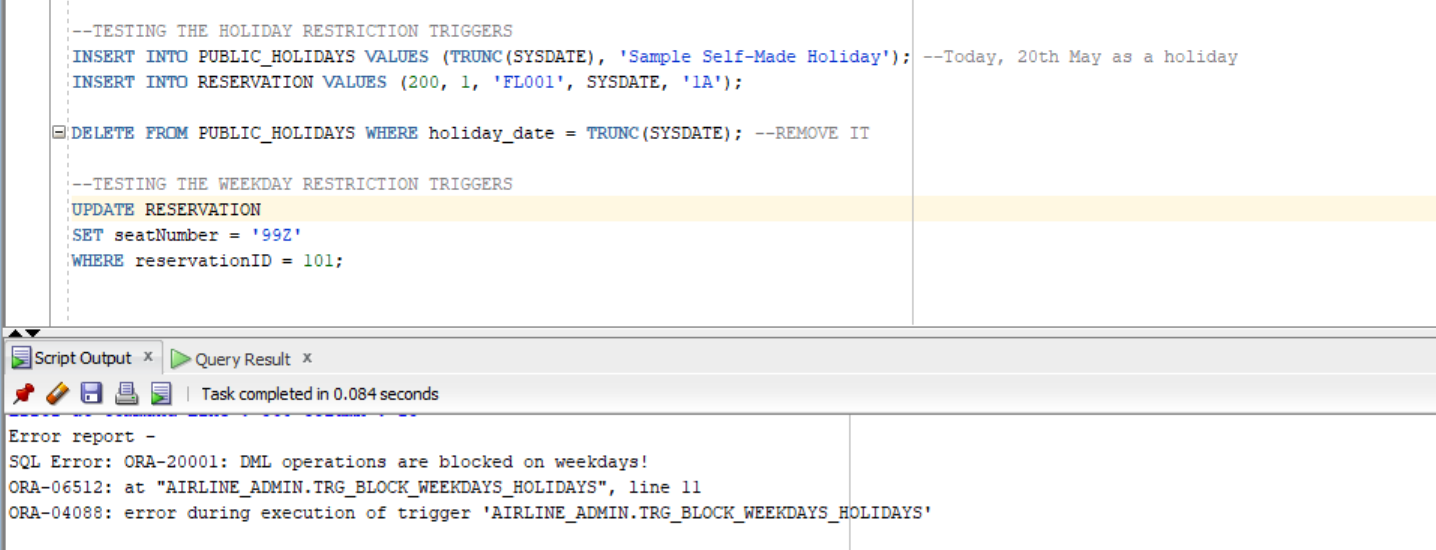 --TESTING THE HOLIDAY RESTRICTION TRIGGERS
INSERT INTO PUBLIC_HOLIDAYS VALUES (TRUNC(SYSDATE), 'Sample Self-Made Holiday'); --Today, 20th May as a holiday
INSERT INTO RESERVATION VALUES (200, 1, 'FL001', SYSDATE, '1A');
DELETE FROM PUBLIC_HOLIDAYS WHERE holiday_date = TRUNC(SYSDATE); --REMOVE IT
--TESTING THE WEEKDAY RESTRICTION TRIGGERS
UPDATE RESERVATION
SET seatNumber = '99Z'
WHERE reservationID = 101;
Script Output x Query Result x
Task completed in 0.084 seconds
Error report -
SQL Error: ORA-20001: DML operations are blocked on weekdays!
ORA-06512: at "AIRLINE_ADMIN.TRG_BLOCK_WEEKDAYS_HOLIDAYS", line 11
ORA-04088: error during execution of trigger 'AIRLINE_ADMIN.TRG_BLOCK_WEEKDAYS_HOLIDAYS'